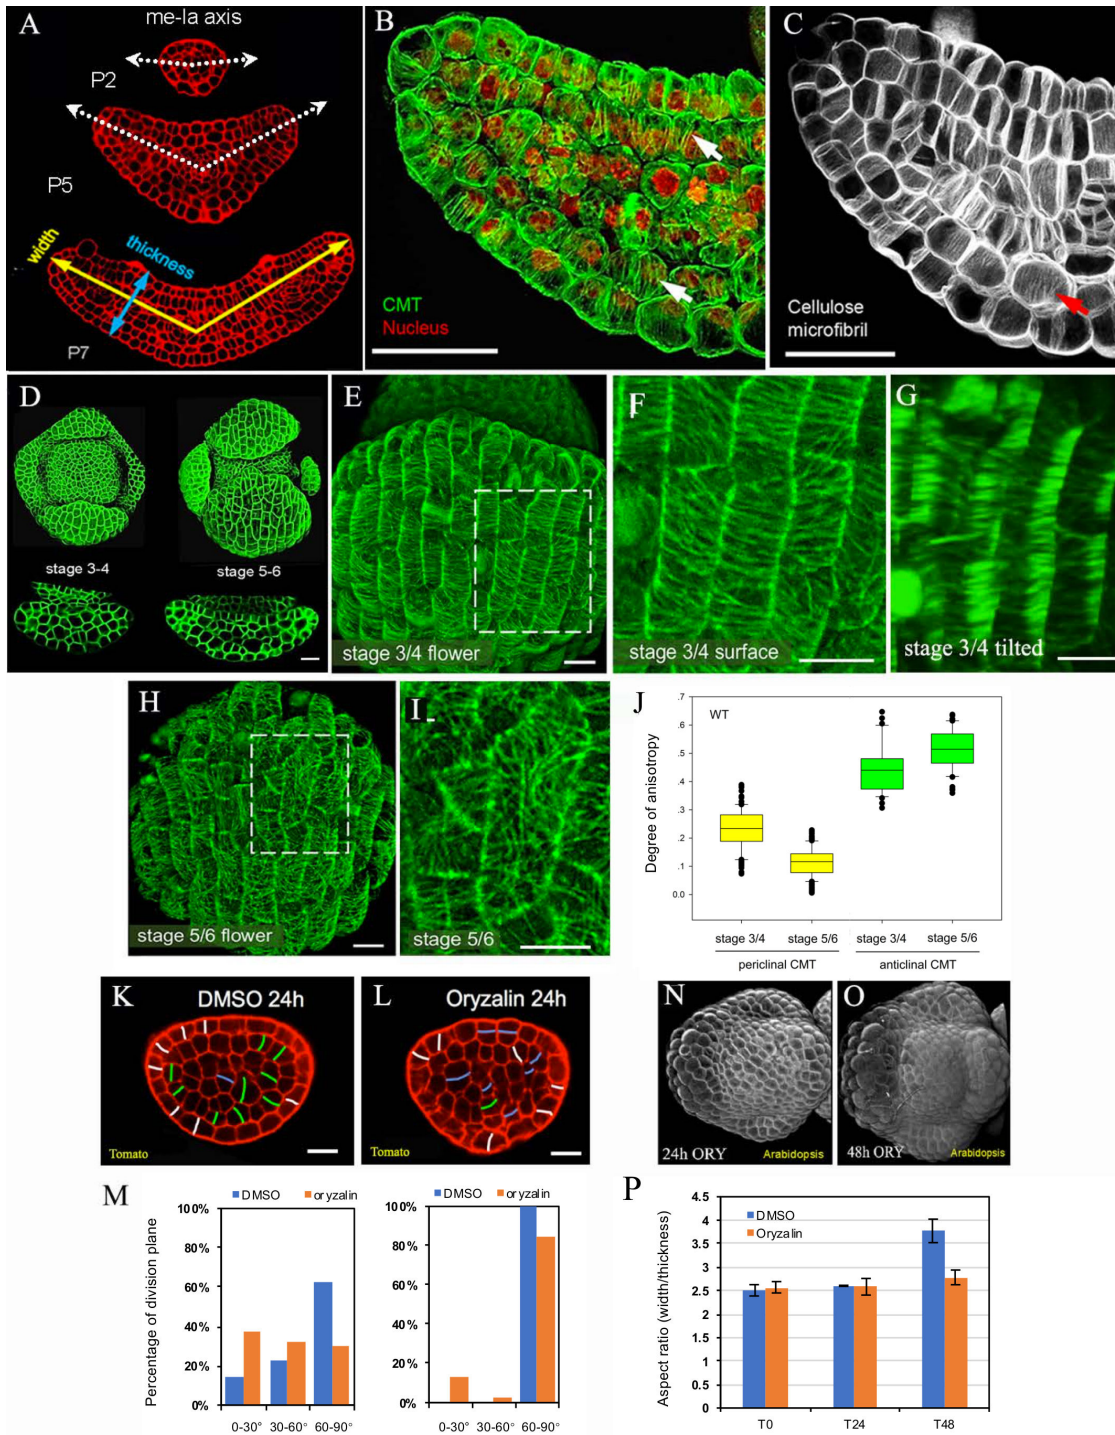 A
me-la axis
P2
P5
width
thickness
P7
B
CMT
Nucleus
C
Cellulose
microfibril
D
stage 3-4
stage 5-6
E
stage 3/4 flower
F
stage 3/4 surface
G
stage 3/4 tilted
H
stage 5/6 flower
I
stage 5/6
J
WT
Degree of anisotropy
.7
.6
.5
.4
.3
.2
.1
0.0
stage 3/4 stage 5/6 stage 3/4 stage 5/6
periclinal CMT anticlinal CMT
K
DMSO 24h
Tomato
L
Oryzalin 24h
Tomato
N
24h ORY
Arabidopsis
O
48h ORY
Arabidopsis
M
DMSO oryzalin
Percentage of division plane
100%
80%
60%
40%
20%
0%
0-30° 30-60° 60-90°
DMSO oryzalin
100%
80%
60%
40%
20%
0%
0-30° 30-60° 60-90°
P
Aspect ratio (width/thickness)
4.5
4
3.5
3
2.5
2
1.5
1
0.5
0
DMSO
Oryzalin
T0 T24 T48